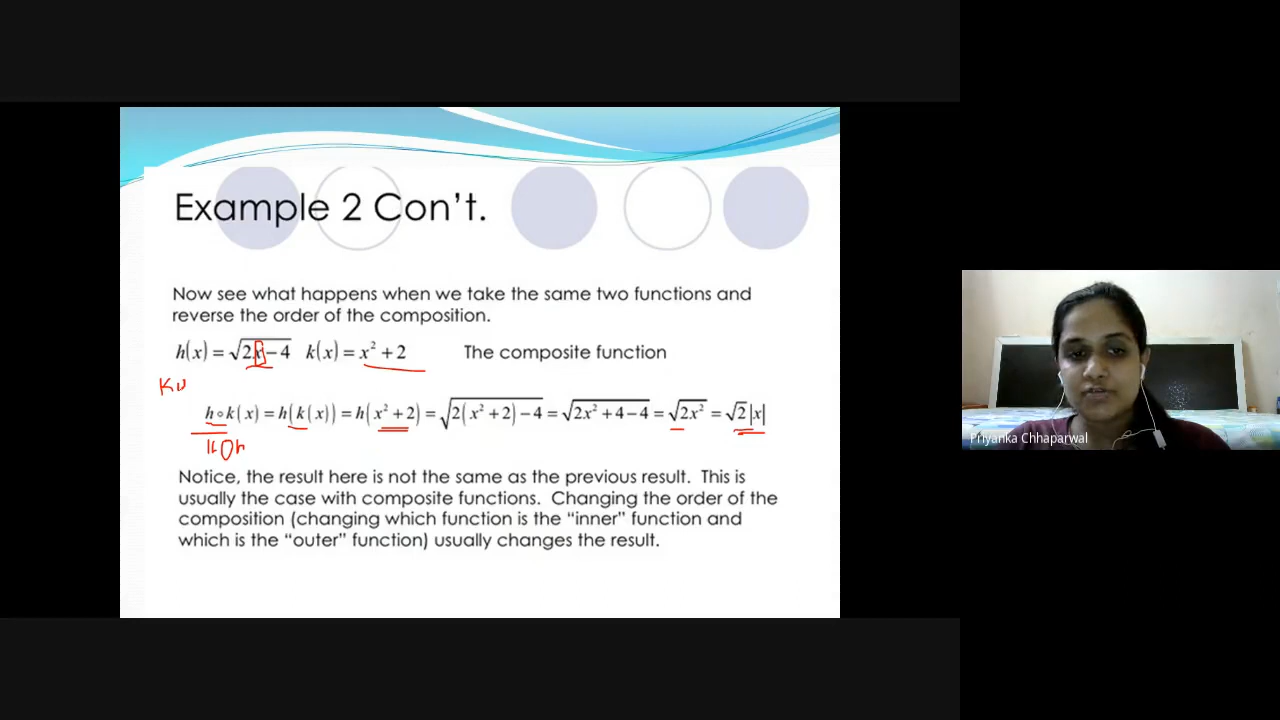 Example 2 Con't.
Now see what happens when we take the same two functions and
reverse the order of the composition.
h(x) = √2x – 4 k(x) = x² + 2 The composite function
h∘k(x) = h(k(x)) = h(x² + 2) = √2(x² + 2) – 4 = √2x² + 4 – 4 = √2x² = √2|x|
Notice, the result here is not the same as the previous result. This is
usually the case with composite functions. Changing the order of the
composition (changing which function is the “inner” function and
which is the “outer” function) usually changes the result.
Priyanka Chhaparwal